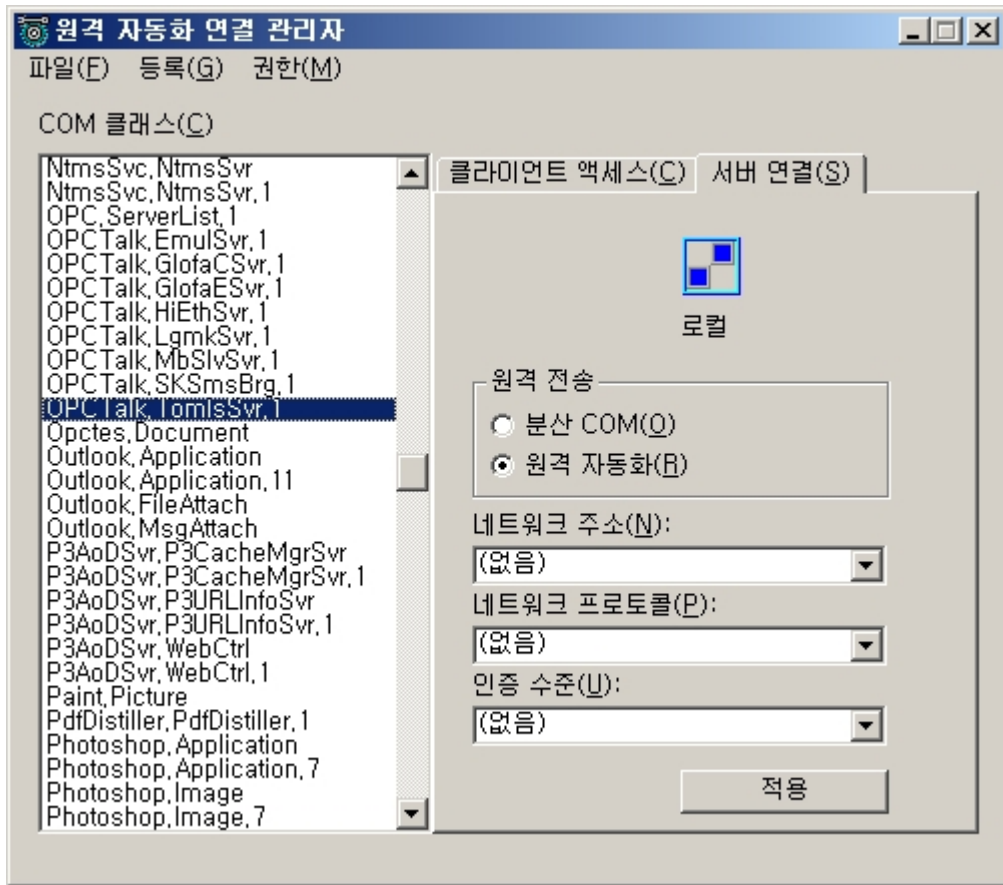 원격 자동화 연결 관리자
파일(F) 등록(G) 권한(M)
COM 클래스(C)
NtmsSvc.NtmsSvr
NtmsSvc.NtmsSvr.1
OPC.ServerList.1
OPCTalk.EmulSvr.1
OPCTalk.GlofaCSvr.1
OPCTalk.GlofaESvr.1
OPCTalk.HiEthSvr.1
OPCTalk.LgmkSvr.1
OPCTalk.MbSlvSvr.1
OPCTalk.SKSmsBrg.1
OPCTalk.TomIsSvr.1
Opctes.Document
Outlook.Application
Outlook.Application.11
Outlook.FileAttach
Outlook.MsgAttach
P3AoDSvr.P3CacheMgrSvr
P3AoDSvr.P3CacheMgrSvr.1
P3AoDSvr.P3URLInfoSvr
P3AoDSvr.P3URLInfoSvr.1
P3AoDSvr.WebCtrl
P3AoDSvr.WebCtrl.1
Paint.Picture
PdfDistiller.PdfDistiller.1
Photoshop.Application
Photoshop.Application.7
Photoshop.Image
Photoshop.Image.7
클라이언트 액세스(C) 서버 연결(S)
로컬
원격 전송
분산 COM(O)
원격 자동화(R)
네트워크 주소(N):
(없음)
네트워크 프로토콜(P):
(없음)
인증 수준(U):
(없음)
적용